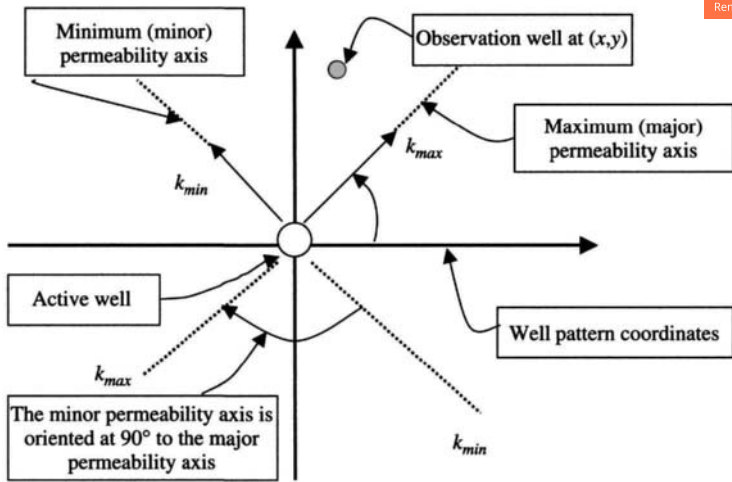 Ren
Minimum (minor)
permeability axis
Observation well at (x,y)
Maximum (major)
permeability axis
k_max
k_min
Active well
Well pattern coordinates
k_max
The minor permeability axis is
oriented at 90° to the major
permeability axis
k_min